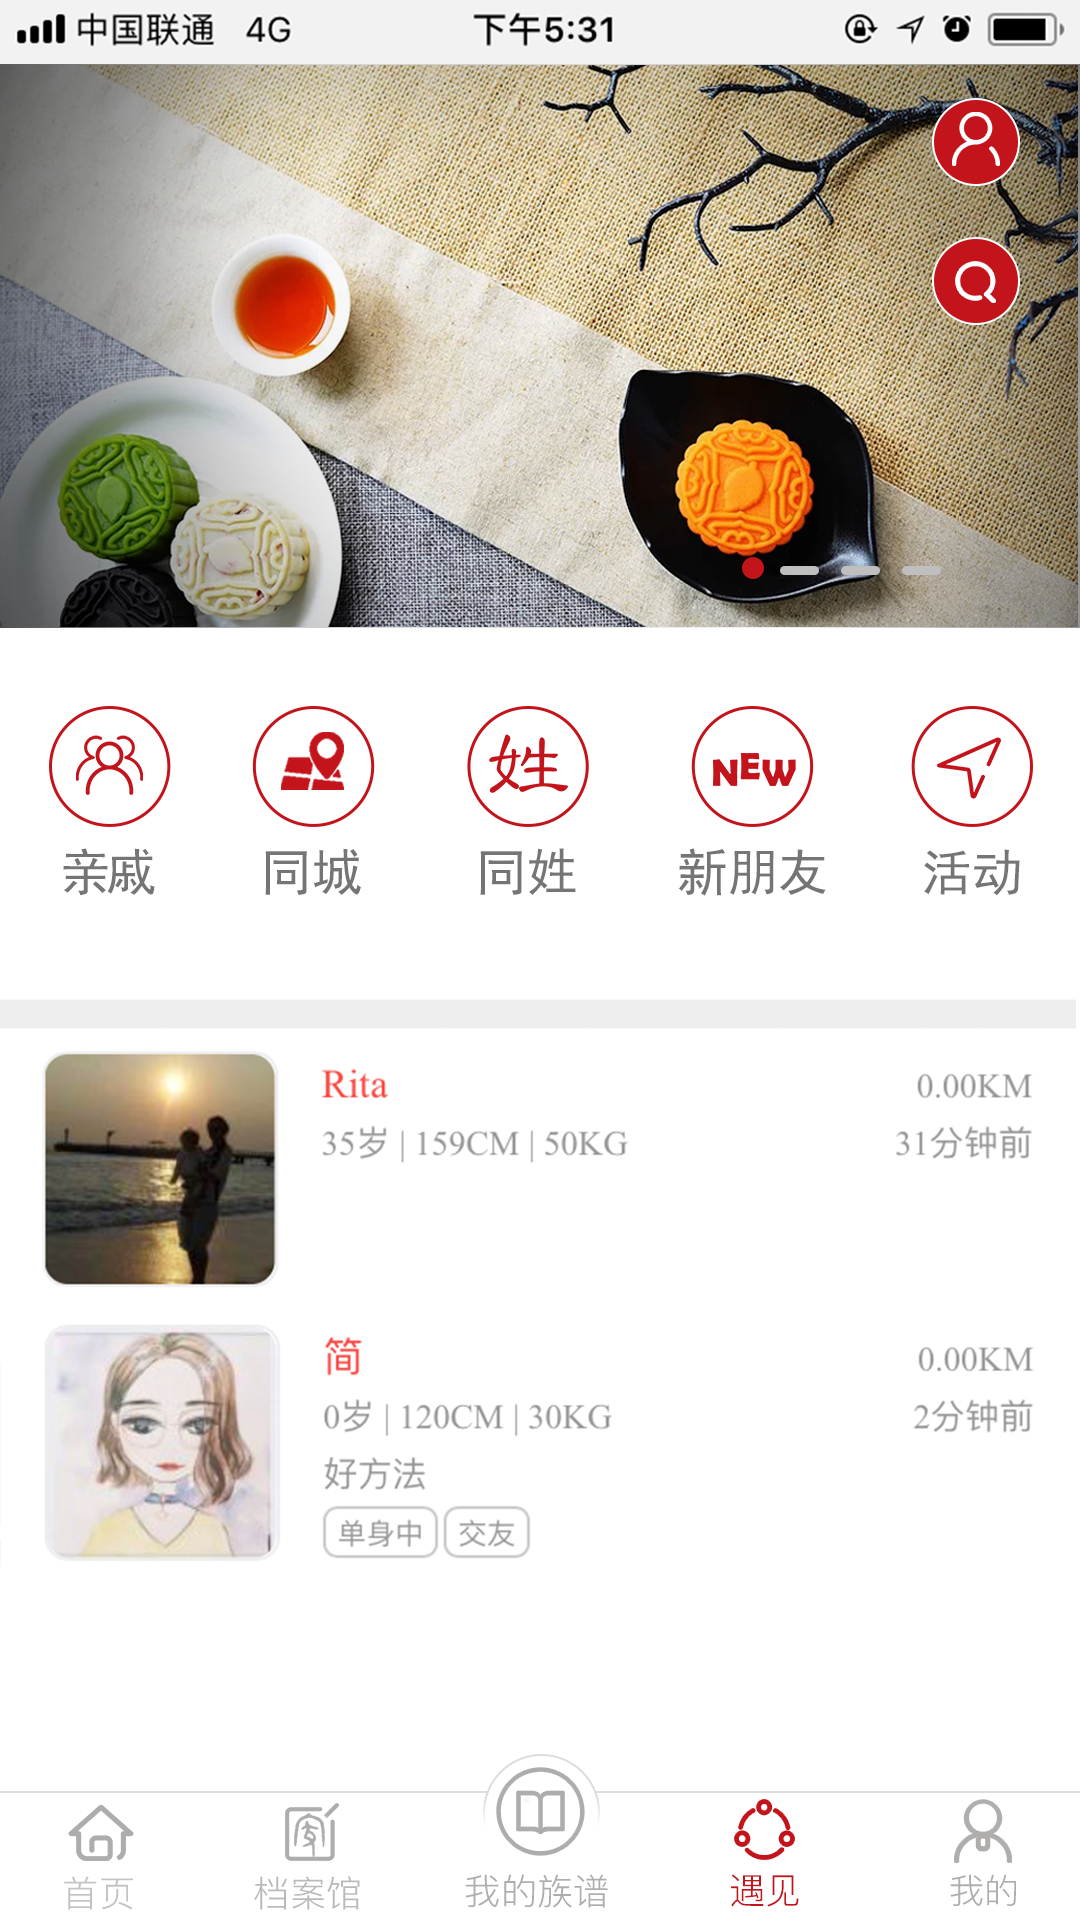 中国联通 4G 下午5:31
姓 NEW
亲戚 同城 同姓 新朋友 活动
Rita 0.00KM
35岁 | 159CM | 50KG 31分钟前
简 0.00KM
0岁 | 120CM | 30KG 2分钟前
好方法
单身中 交友
首页 档案馆 我的族谱 遇见 我的